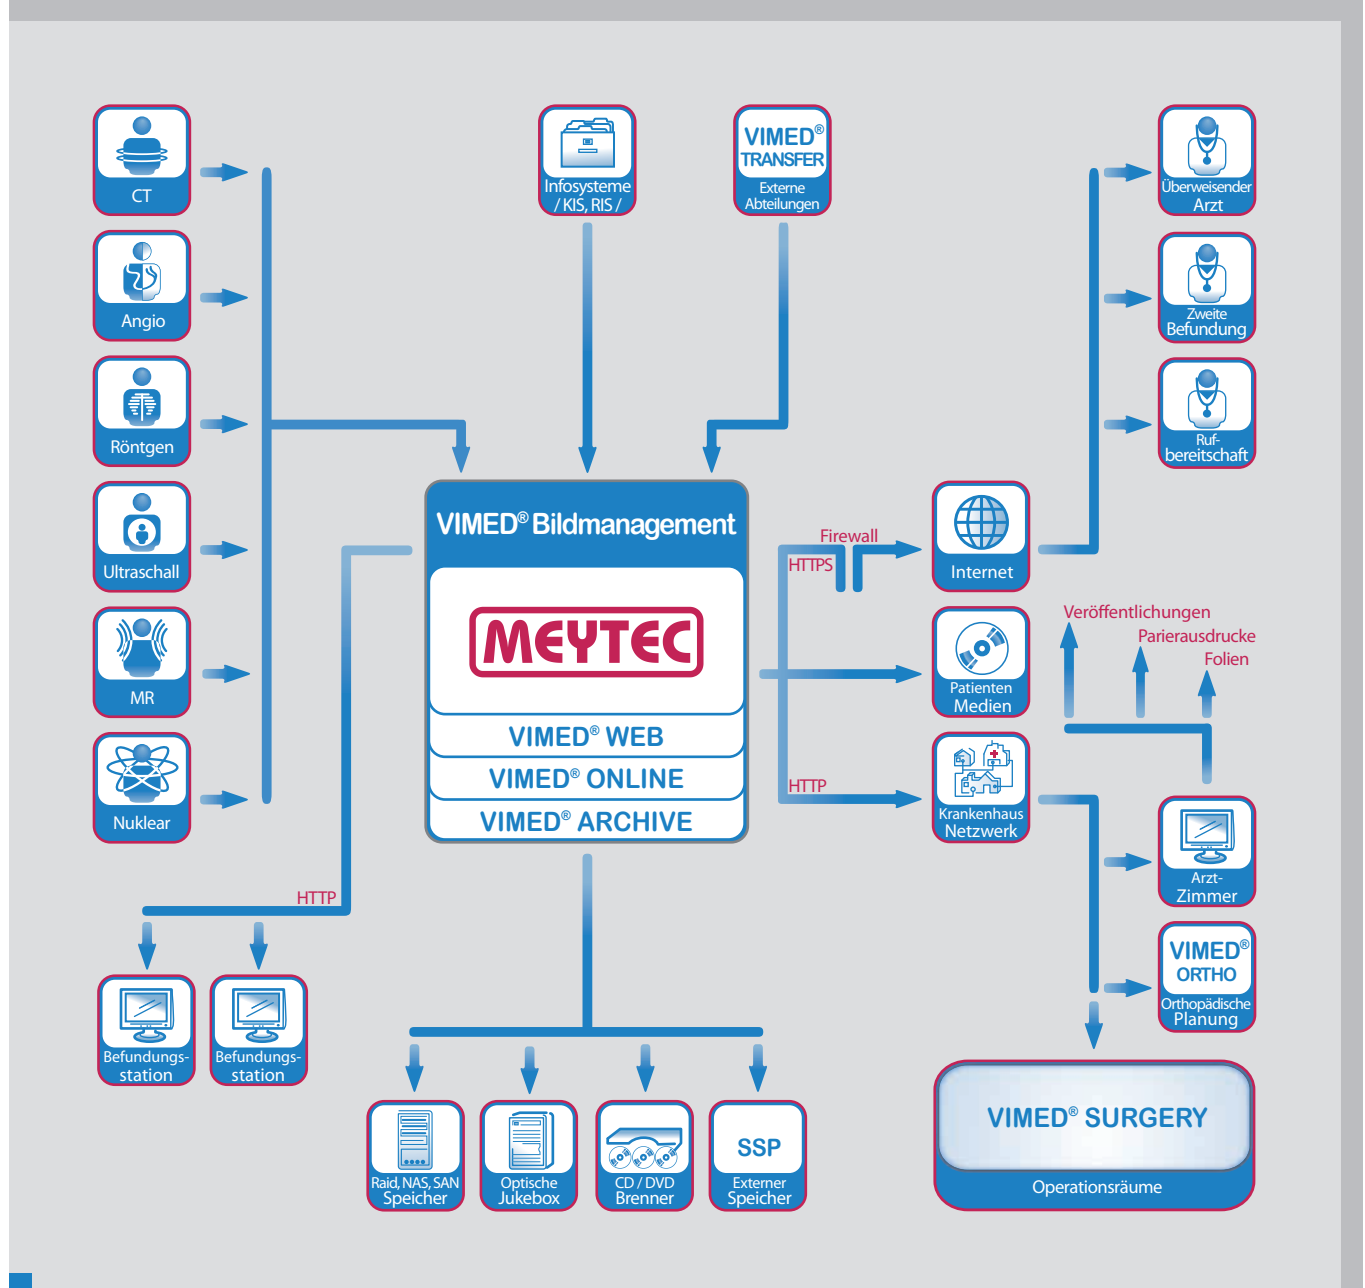 CT
Angio
Röntgen
Ultraschall
MR
Nuklear
Infosysteme
/ KIS, RIS /
VIMED®
TRANSFER
Externe
Abteilungen
Überweisender
Arzt
Zweite
Befundung
Ruf-
bereitschaft
VIMED® Bildmanagement
MEYTEC
VIMED® WEB
VIMED® ONLINE
VIMED® ARCHIVE
Firewall
HTTPS
Internet
Patienten
Medien
HTTP
Krankenhaus
Netzwerk
Veröffentlichungen
Parierausdrucke
Folien
Arzt-
Zimmer
VIMED®
ORTHO
Orthopädische
Planung
VIMED® SURGERY
Operationsräume
HTTP
Befundungs-
station
Befundungs-
station
Raid, NAS, SAN
Speicher
Optische
Jukebox
CD / DVD
Brenner
SSP
Externer
Speicher